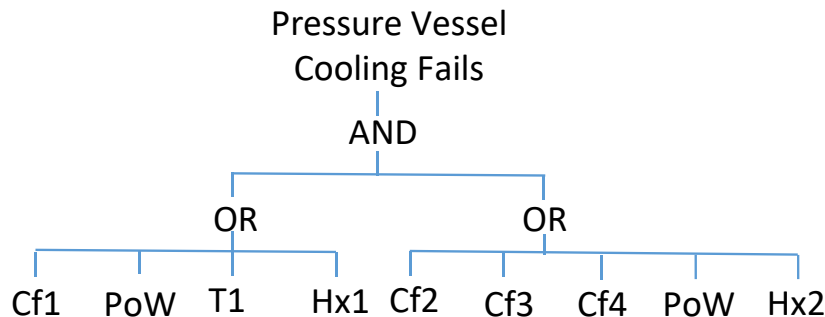 Pressure Vessel
Cooling Fails
AND
OR OR
Cf1 PoW T1 Hx1 Cf2 Cf3 Cf4 PoW Hx2